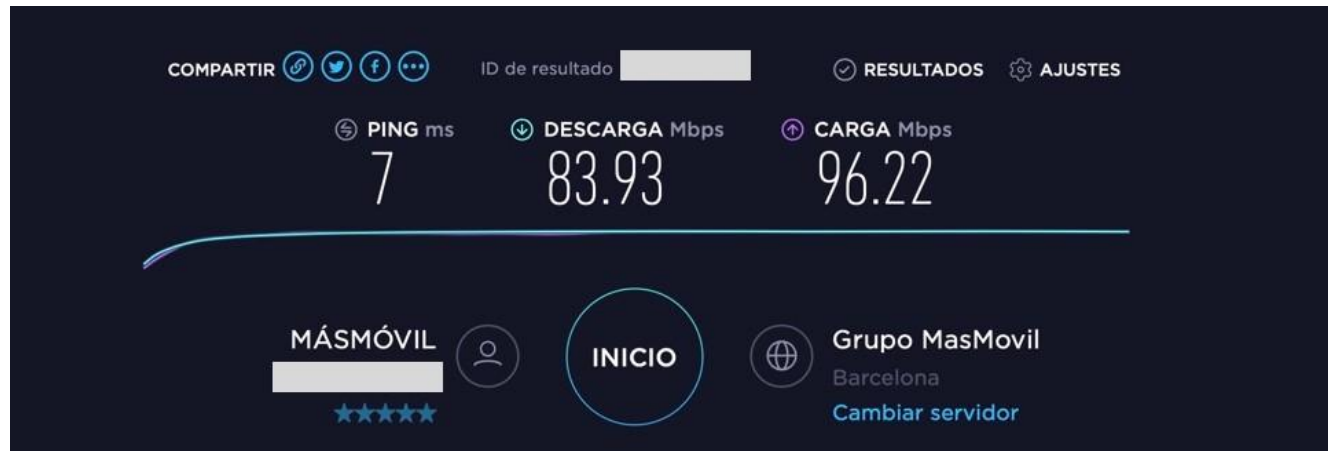 COMPARTIR ID de resultado RESULTADOS AJUSTES
PING ms DESCARGA Mbps CARGA Mbps
7 83.93 96.22
MÁSMÓVIL
INICIO
Grupo MasMovil
Barcelona
Cambiar servidor